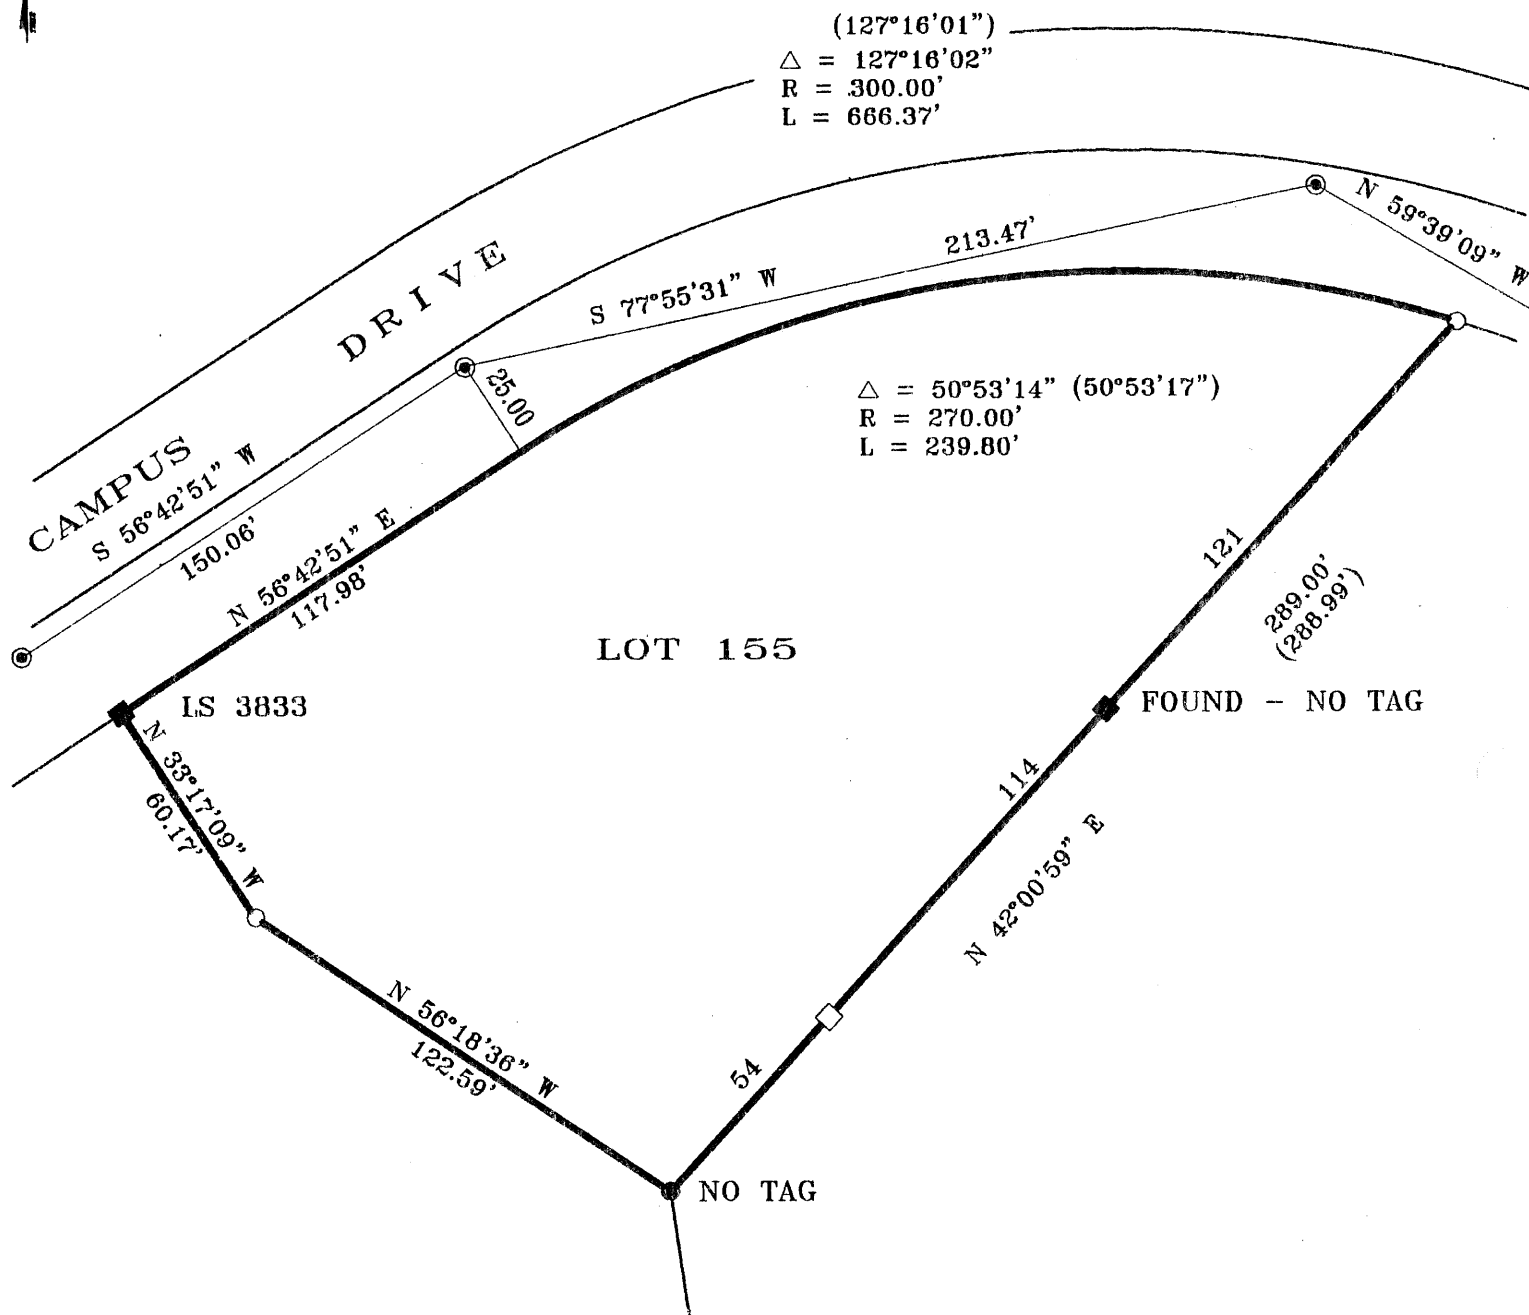 (127°16'01")
△ = 127°16'02"
R = 300.00'
L = 666.37'
CAMPUS DRIVE
N 59°39'09" W
213.47'
S 77°55'31" W
25.00
△ = 50°53'14" (50°53'17")
R = 270.00'
L = 239.80'
S 56°42'51" W
150.06'
N 56°42'51" E
117.98'
121
289.00'
(288.99')
LOT 155
LS 3833
FOUND - NO TAG
N 33°17'09" W
60.17'
114
N 42°00'59" E
N 56°18'36" W
122.59'
54
NO TAG